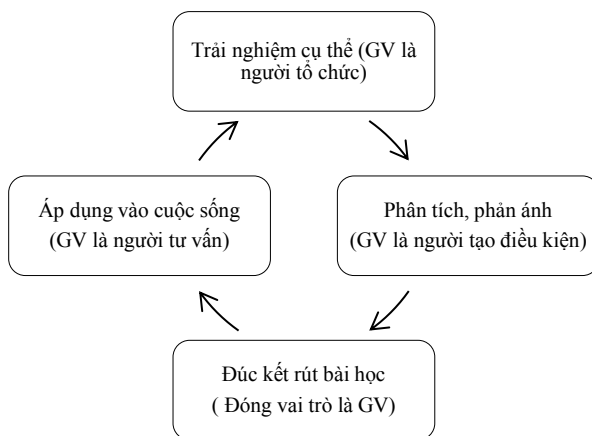 Trải nghiệm cụ thể (GV là
người tổ chức)
Áp dụng vào cuộc sống
(GV là người tư vấn)
Phân tích, phản ánh
(GV là người tạo điều kiện)
Đúc kết rút bài học
( Đóng vai trò là GV)